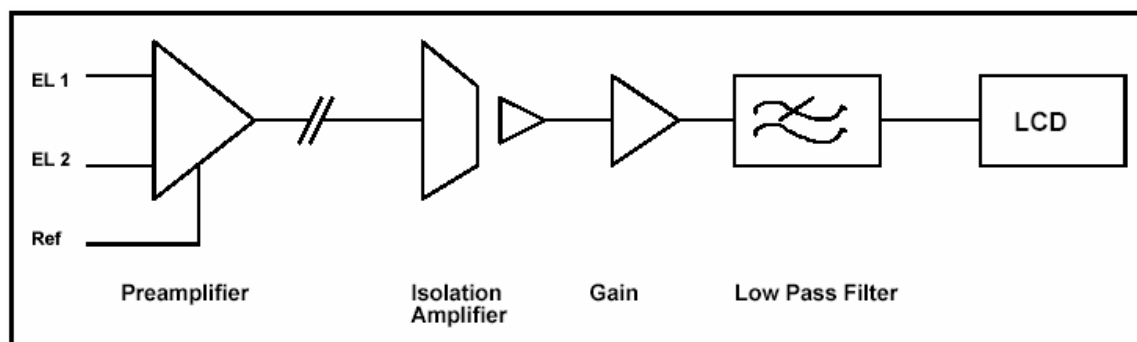 EL 1
EL 2
Ref
LCD
Preamplifier
Isolation
Amplifier
Gain
Low Pass Filter